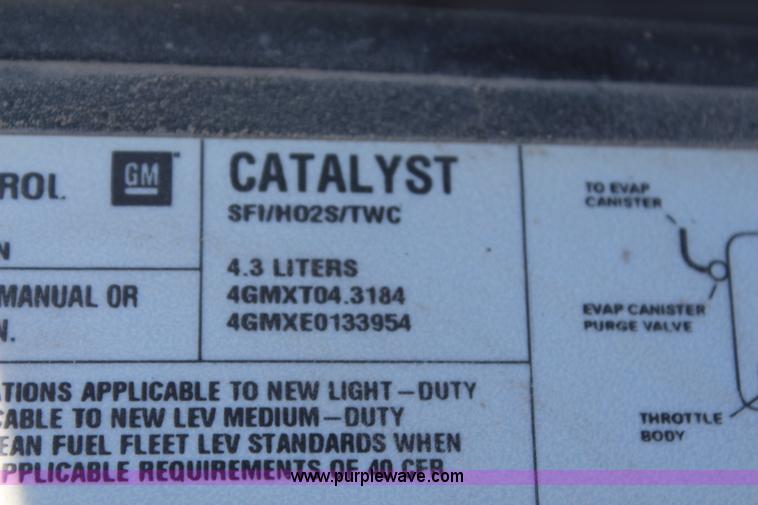 ROL
GM
N
MANUAL OR
N.
CATALYST
SFI/HO2S/TWC
4.3 LITERS
4GMXT04.3184
4GMXE0133954
TO EVAP
CANISTER
EVAP CANISTER
PURGE VALVE
THROTTLE
BODY
TIONS APPLICABLE TO NEW LIGHT-DUTY
CABLE TO NEW LEV MEDIUM-DUTY
EAN FUEL FLEET LEV STANDARDS WHEN
PPLICABLE REQUIREMENTS OF 40 CFR
www.purplewave.com